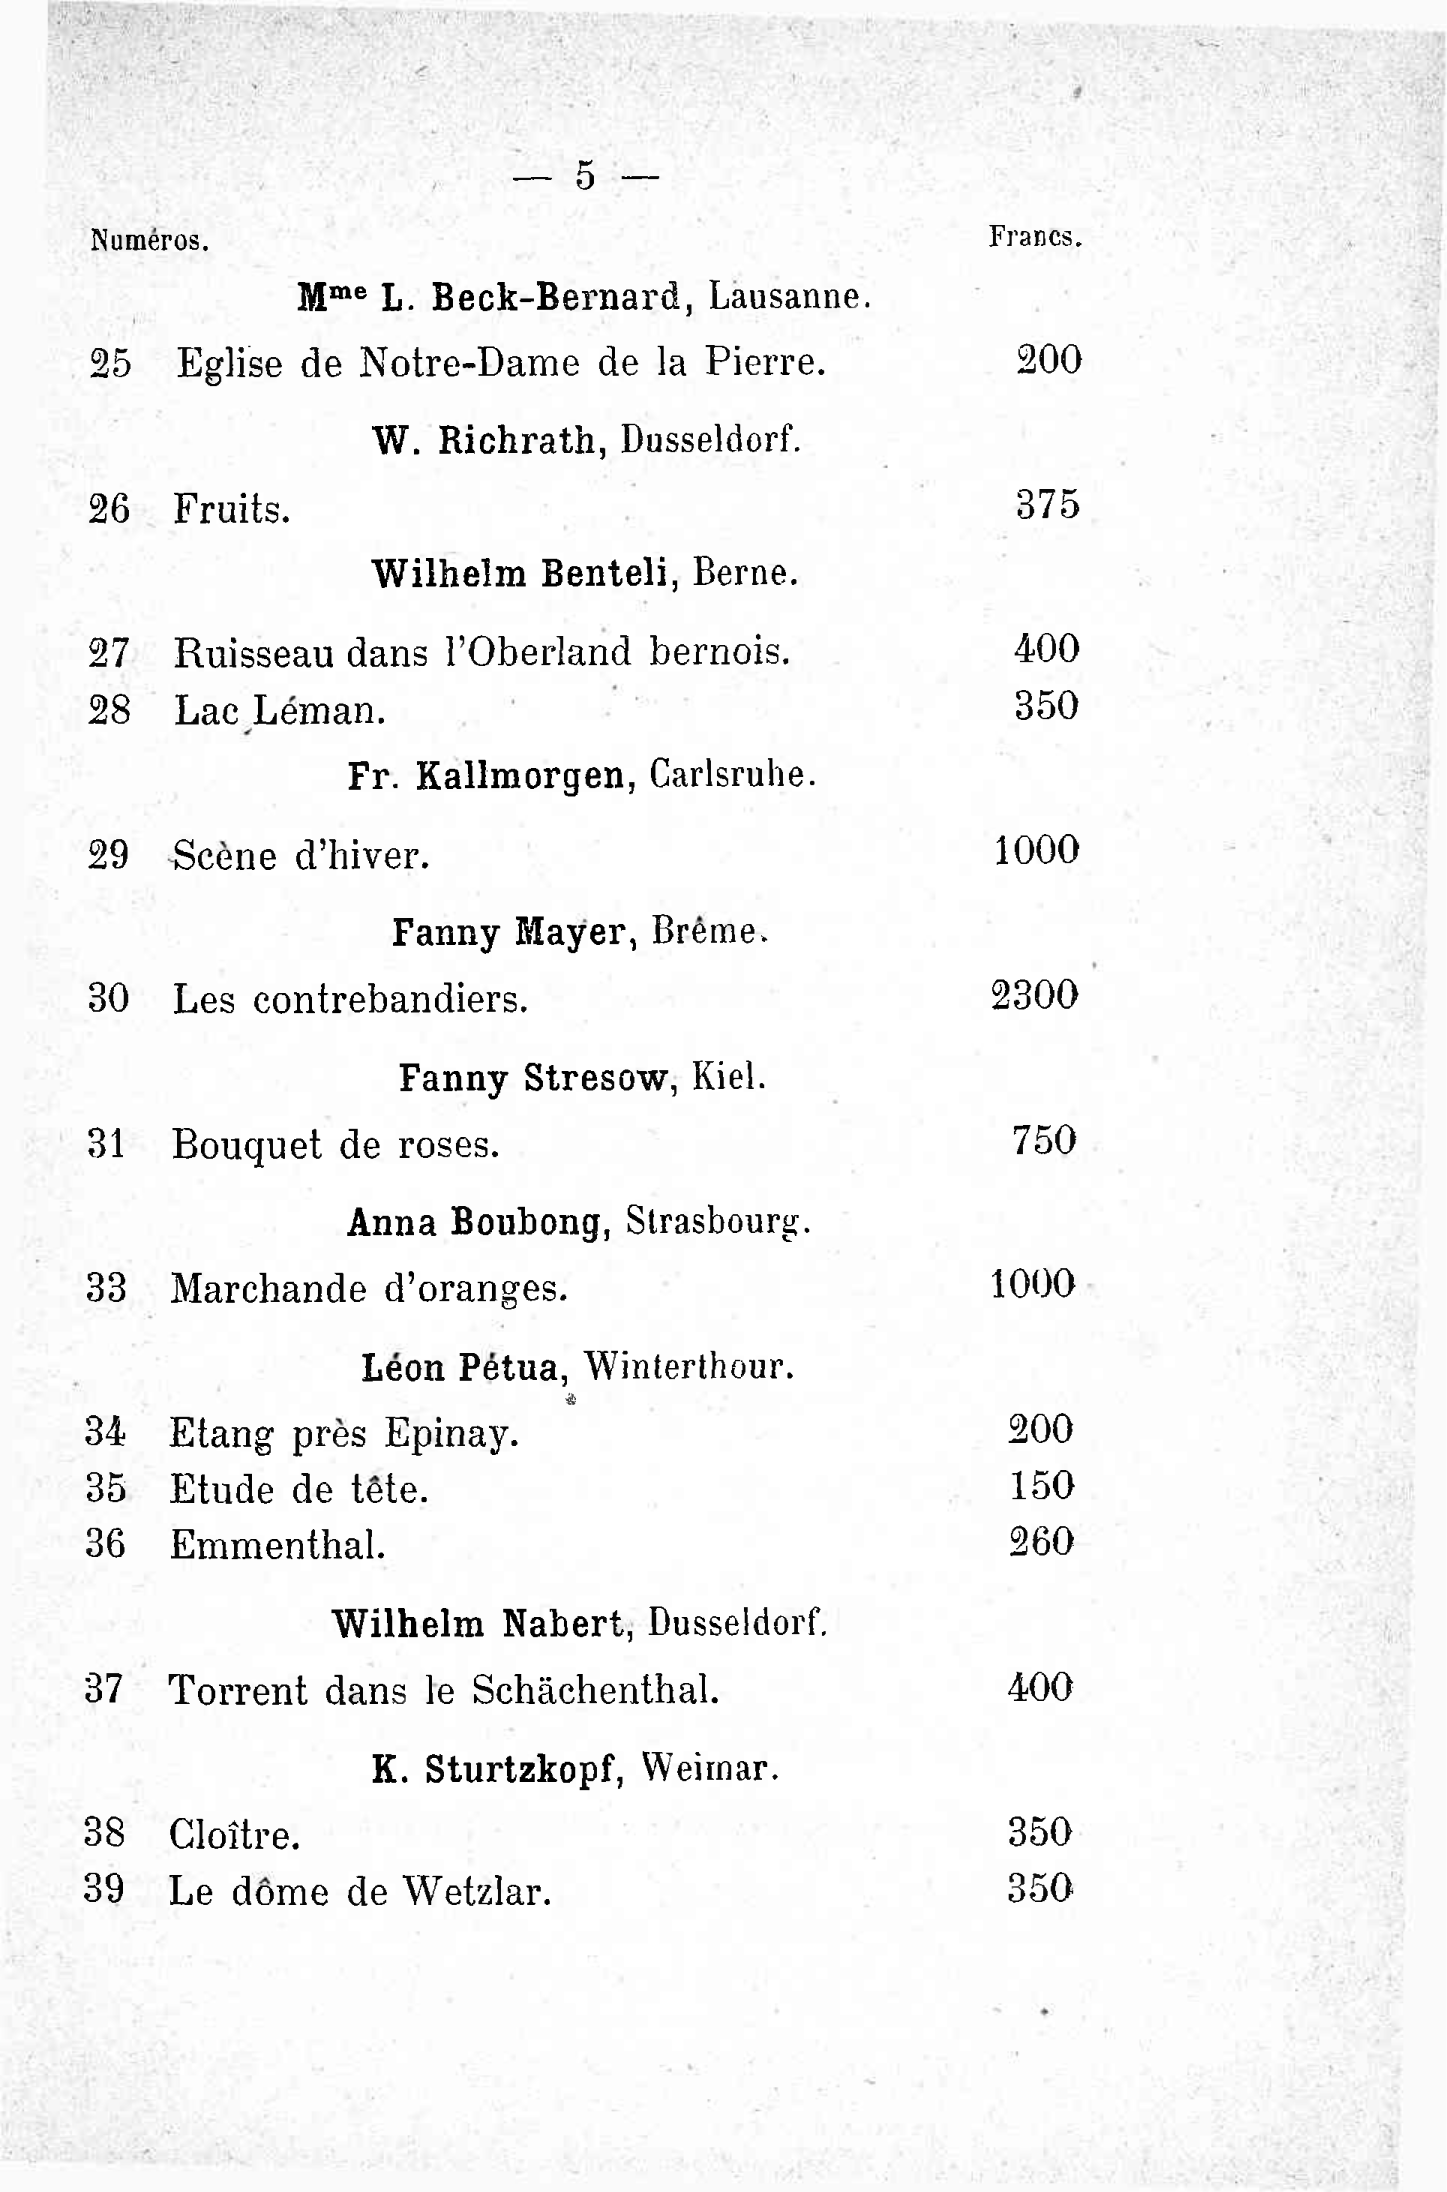 — 5 —
Numéros. Francs.
Mme L. Beck-Bernard, Lausanne.
25 Eglise de Notre-Dame de la Pierre. 200
W. Richrath, Dusseldorf.
26 Fruits. 375
Wilhelm Benteli, Berne.
27 Ruisseau dans l’Oberland bernois. 400
28 Lac Léman. 350
Fr. Kallmorgen, Carlsruhe.
29 Scène d’hiver. 1000
Fanny Mayer, Brême.
30 Les contrebandiers. 2300
Fanny Stresow, Kiel.
31 Bouquet de roses. 750
Anna Boubong, Strasbourg.
33 Marchande d’oranges. 1000
Léon Pétua, Winterthour.
34 Etang près Epinay. 200
35 Etude de tête. 150
36 Emmenthal. 260
Wilhelm Nabert, Dusseldorf.
37 Torrent dans le Schächenthal. 400
K. Sturtzkopf, Weimar.
38 Cloître. 350
39 Le dôme de Wetzlar. 350